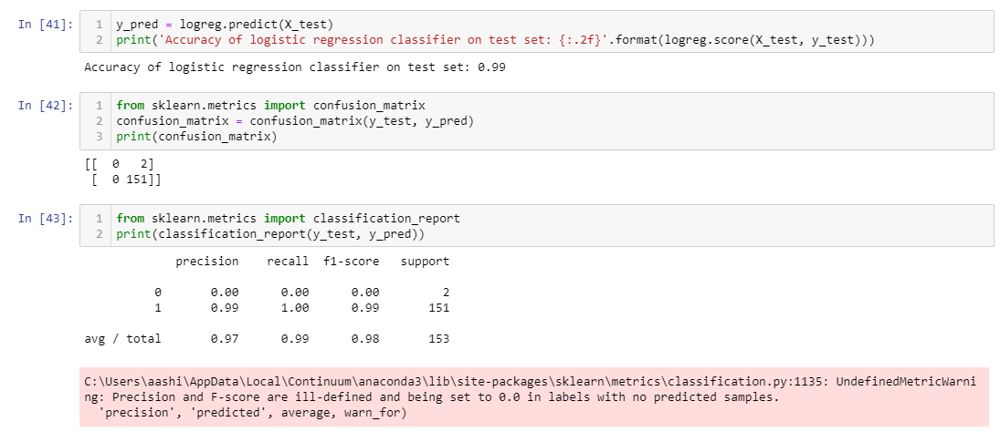 In [41]:
1 y_pred = logreg.predict(X_test)
2 print('Accuracy of logistic regression classifier on test set: {:.2f}'.format(logreg.score(X_test, y_test)))
Accuracy of logistic regression classifier on test set: 0.99
In [42]:
1 from sklearn.metrics import confusion_matrix
2 confusion_matrix = confusion_matrix(y_test, y_pred)
3 print(confusion_matrix)
[[  0   2]
 [  0 151]]
In [43]:
1 from sklearn.metrics import classification_report
2 print(classification_report(y_test, y_pred))
             precision    recall  f1-score   support
          0       0.00      0.00      0.00         2
          1       0.99      1.00      0.99       151
avg / total       0.97      0.99      0.98       153
C:\Users\aashi\AppData\Local\Continuum\anaconda3\lib\site-packages\sklearn\metrics\classification.py:1135: UndefinedMetricWarni
ng: Precision and F-score are ill-defined and being set to 0.0 in labels with no predicted samples.
  'precision', 'predicted', average, warn_for)